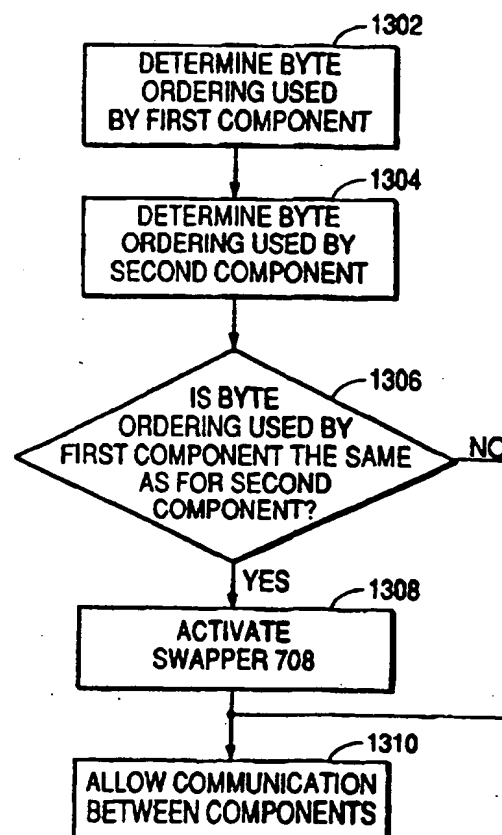 1302
DETERMINE BYTE
ORDERING USED
BY FIRST COMPONENT
1304
DETERMINE BYTE
ORDERING USED BY
SECOND COMPONENT
1306
IS BYTE
ORDERING USED BY
FIRST COMPONENT THE SAME
AS FOR SECOND
COMPONENT?
NO
YES
1308
ACTIVATE
SWAPPER 708
1310
ALLOW COMMUNICATION
BETWEEN COMPONENTS